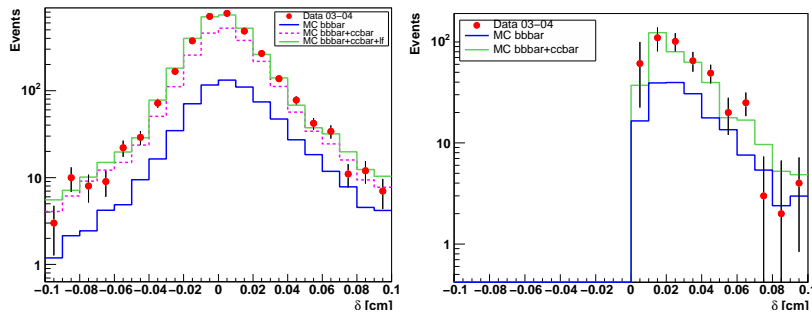 Events
Data 03-04
MC bbbar
MC bbbar+ccbar
MC bbbar+ccbar+lf
10²
10
1
-0.1 -0.08 -0.06 -0.04 -0.02 0 0.02 0.04 0.06 0.08 0.1
δ [cm]
Events
Data 03-04
MC bbbar
MC bbbar+ccbar
10²
10
1
-0.1 -0.08 -0.06 -0.04 -0.02 0 0.02 0.04 0.06 0.08 0.1
δ [cm]